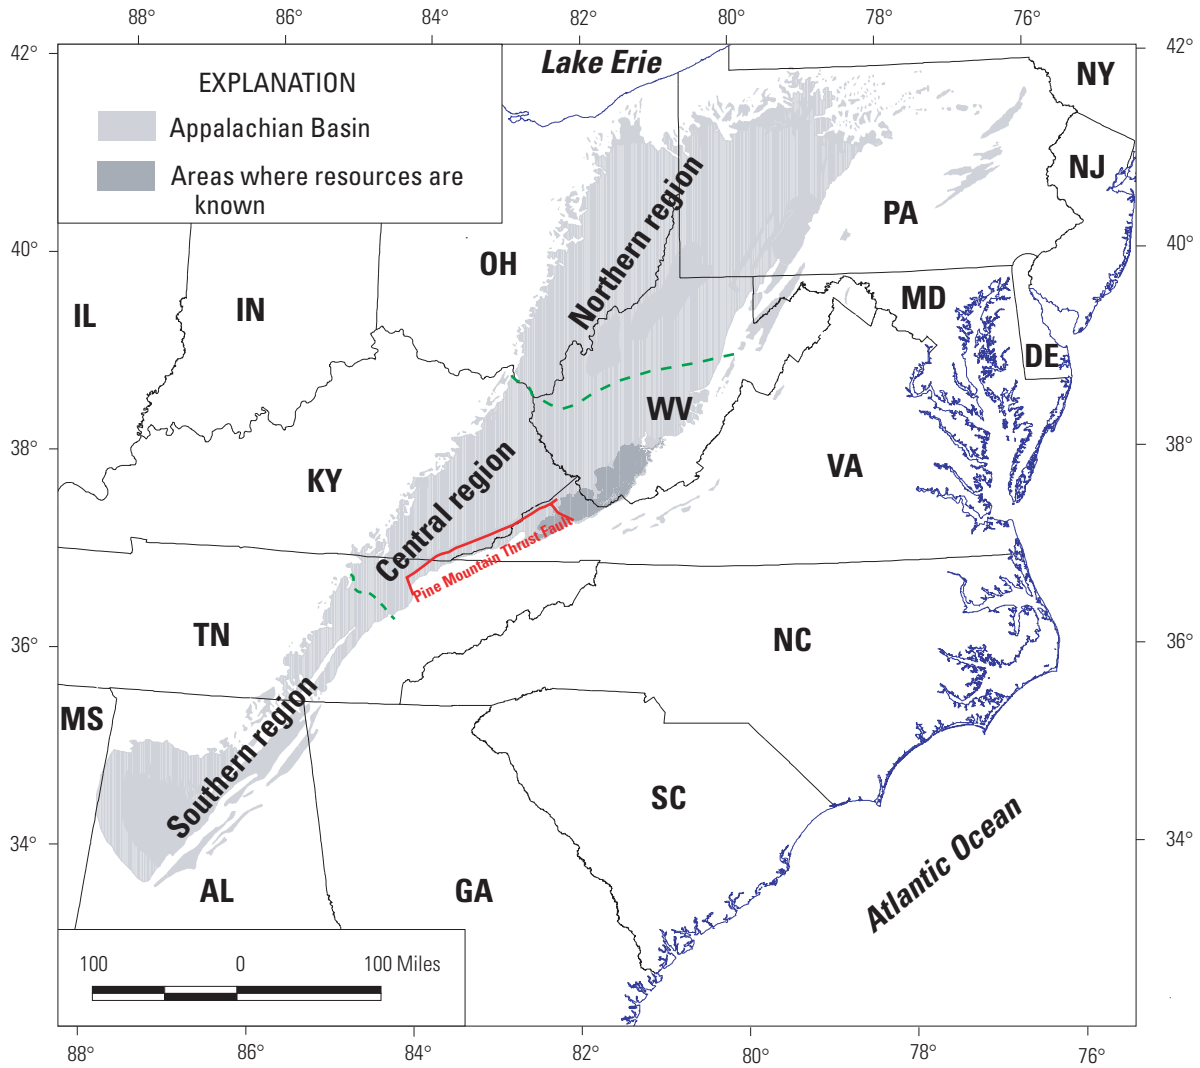 88° 86° 84° 82° 80° 78° 76°
42° 42°
EXPLANATION
Appalachian Basin
Areas where resources are
known
Lake Erie
NY
NJ
PA
Northern region
OH
40° 40°
IL
IN
MD
DE
WV
VA
38° 38°
KY
Central region
Pine Mountain Thrust Fault
TN
NC
36° 36°
MS
Southern region
SC
34° 34°
AL
GA
Atlantic Ocean
100 0 100 Miles
88° 86° 84° 82° 80° 78° 76°